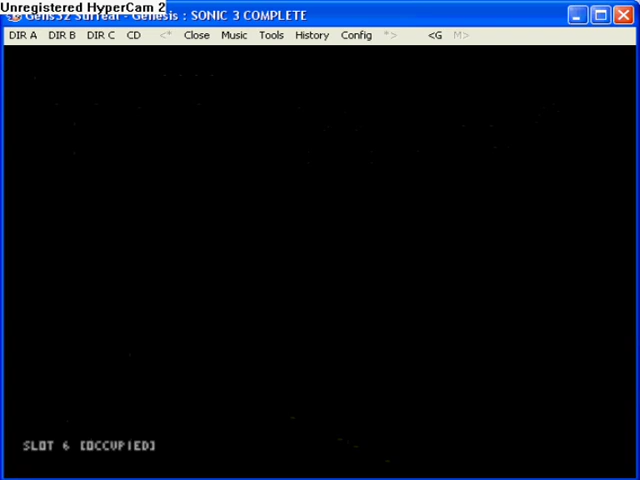 Unregistered HyperCam 2
Gens32 Surreal - Genesis : SONIC 3 COMPLETE
DIR A DIR B DIR C CD <* Close Music Tools History Config *> <G M>
SLOT 6 [OCCUPIED]